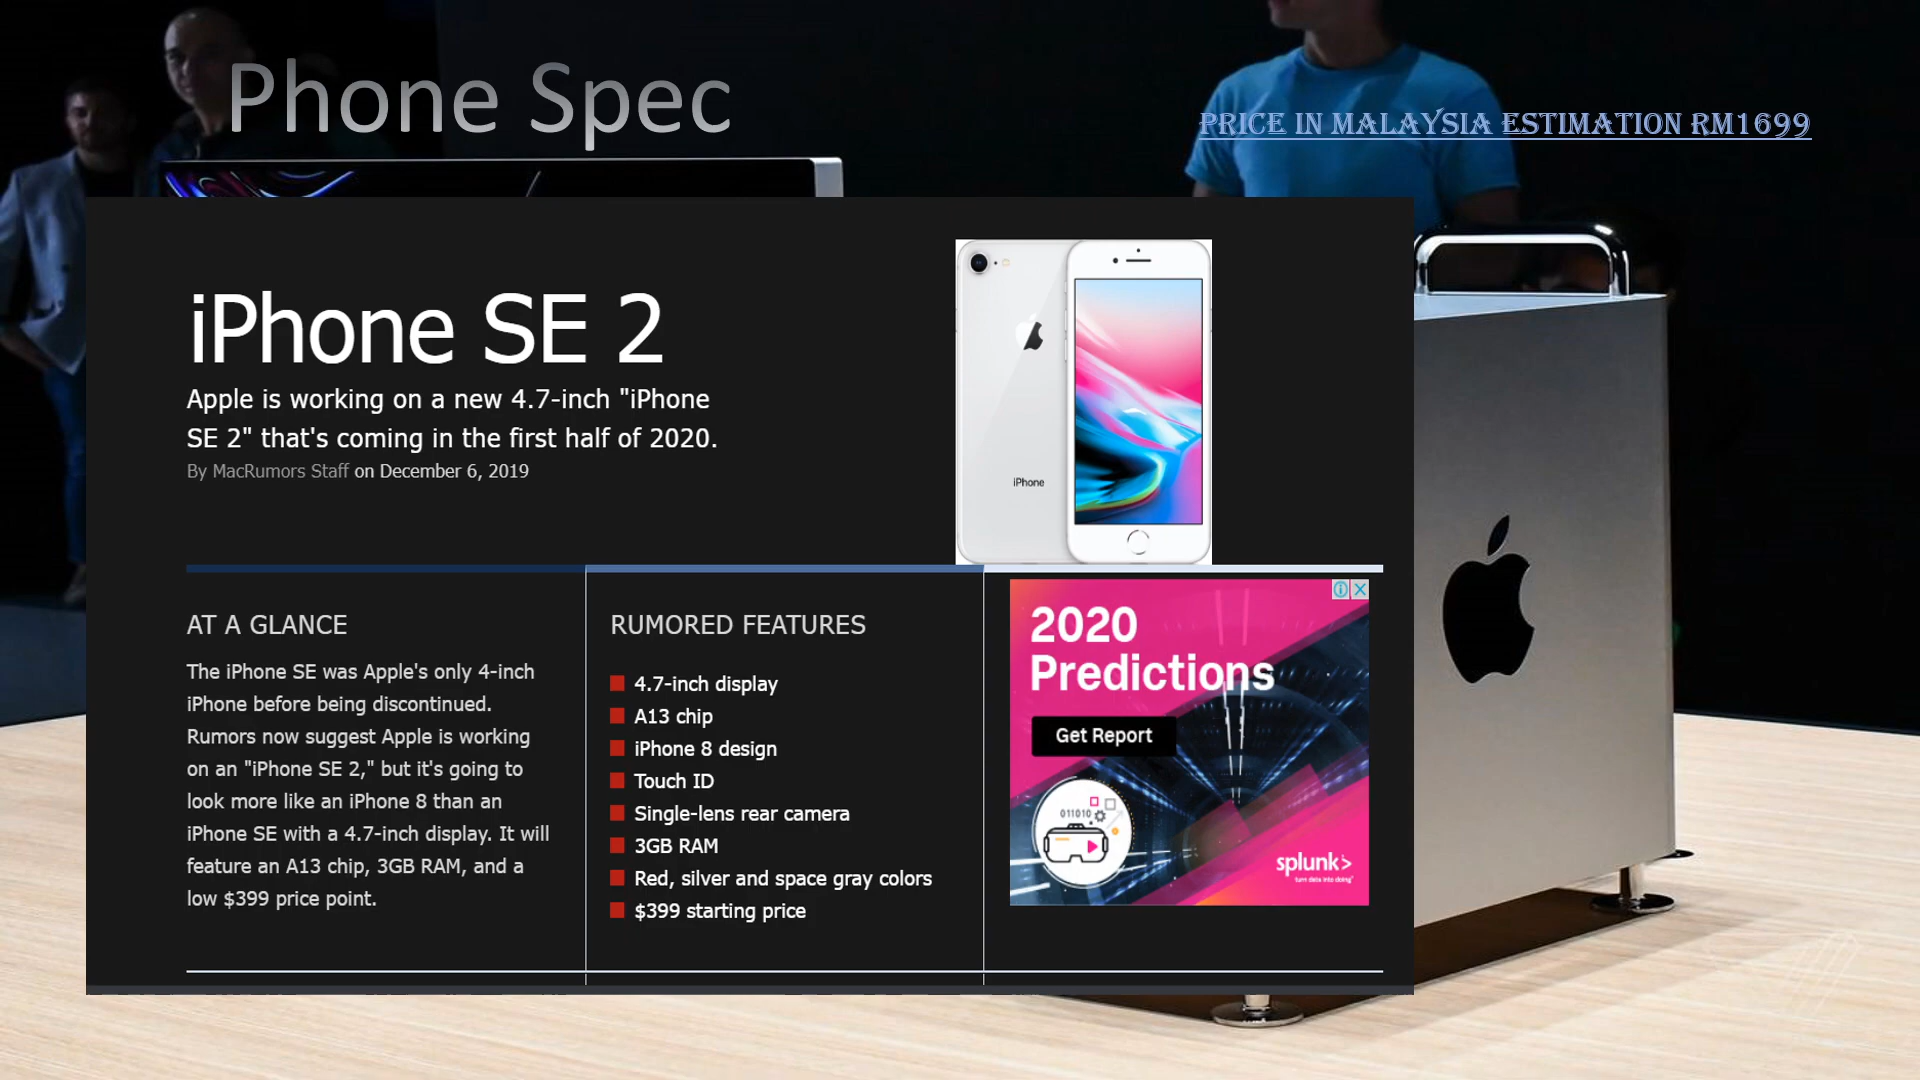 Phone Spec
PRICE IN MALAYSIA ESTIMATION RM1699
iPhone SE 2
Apple is working on a new 4.7-inch "iPhone
SE 2" that's coming in the first half of 2020.
By MacRumors Staff on December 6, 2019
iPhone
AT A GLANCE
The iPhone SE was Apple's only 4-inch
iPhone before being discontinued.
Rumors now suggest Apple is working
on an "iPhone SE 2," but it's going to
look more like an iPhone 8 than an
iPhone SE with a 4.7-inch display. It will
feature an A13 chip, 3GB RAM, and a
low $399 price point.
RUMORED FEATURES
4.7-inch display
A13 chip
iPhone 8 design
Touch ID
Single-lens rear camera
3GB RAM
Red, silver and space gray colors
$399 starting price
2020
Predictions
Get Report
011010
splunk>
turn data into doing